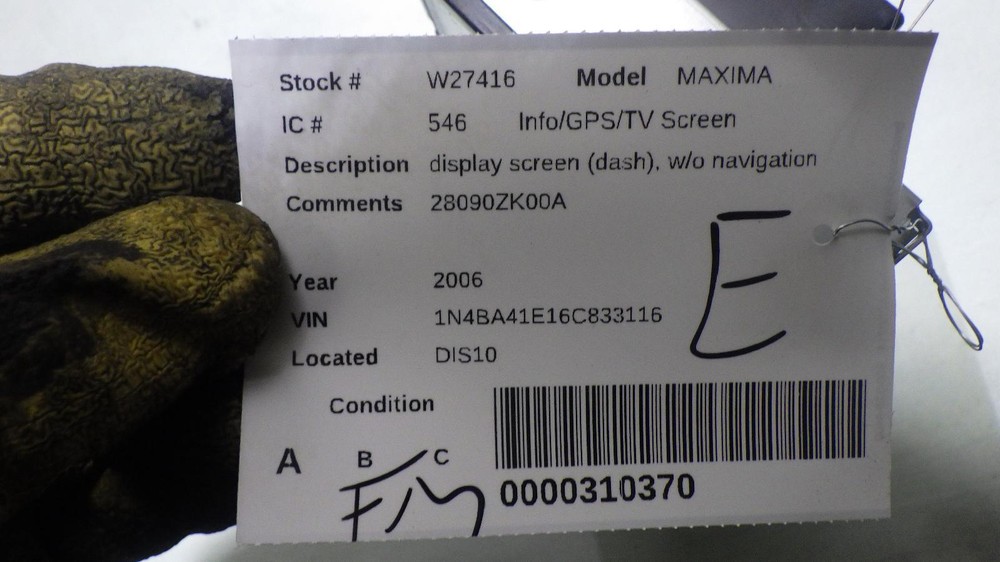 Stock # W27416 Model MAXIMA
IC # 546 Info/GPS/TV Screen
Description display screen (dash), w/o navigation
Comments 28090ZK00A
E
Year 2006
VIN 1N4BA41E16C833116
Located DIS10
Condition
A B C
0000310370